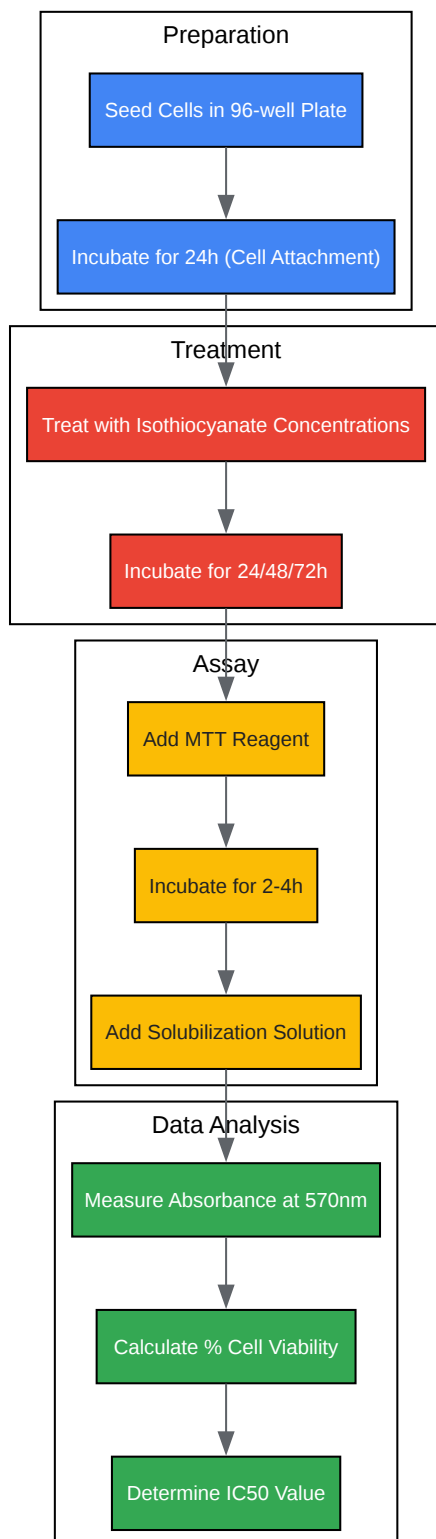 Preparation
Seed Cells in 96-well Plate
Incubate for 24h (Cell Attachment)
Treatment
Treat with Isothiocyanate Concentrations
Incubate for 24/48/72h
Assay
Add MTT Reagent
Incubate for 2-4h
Add Solubilization Solution
Data Analysis
Measure Absorbance at 570nm
Calculate % Cell Viability
Determine IC50 Value